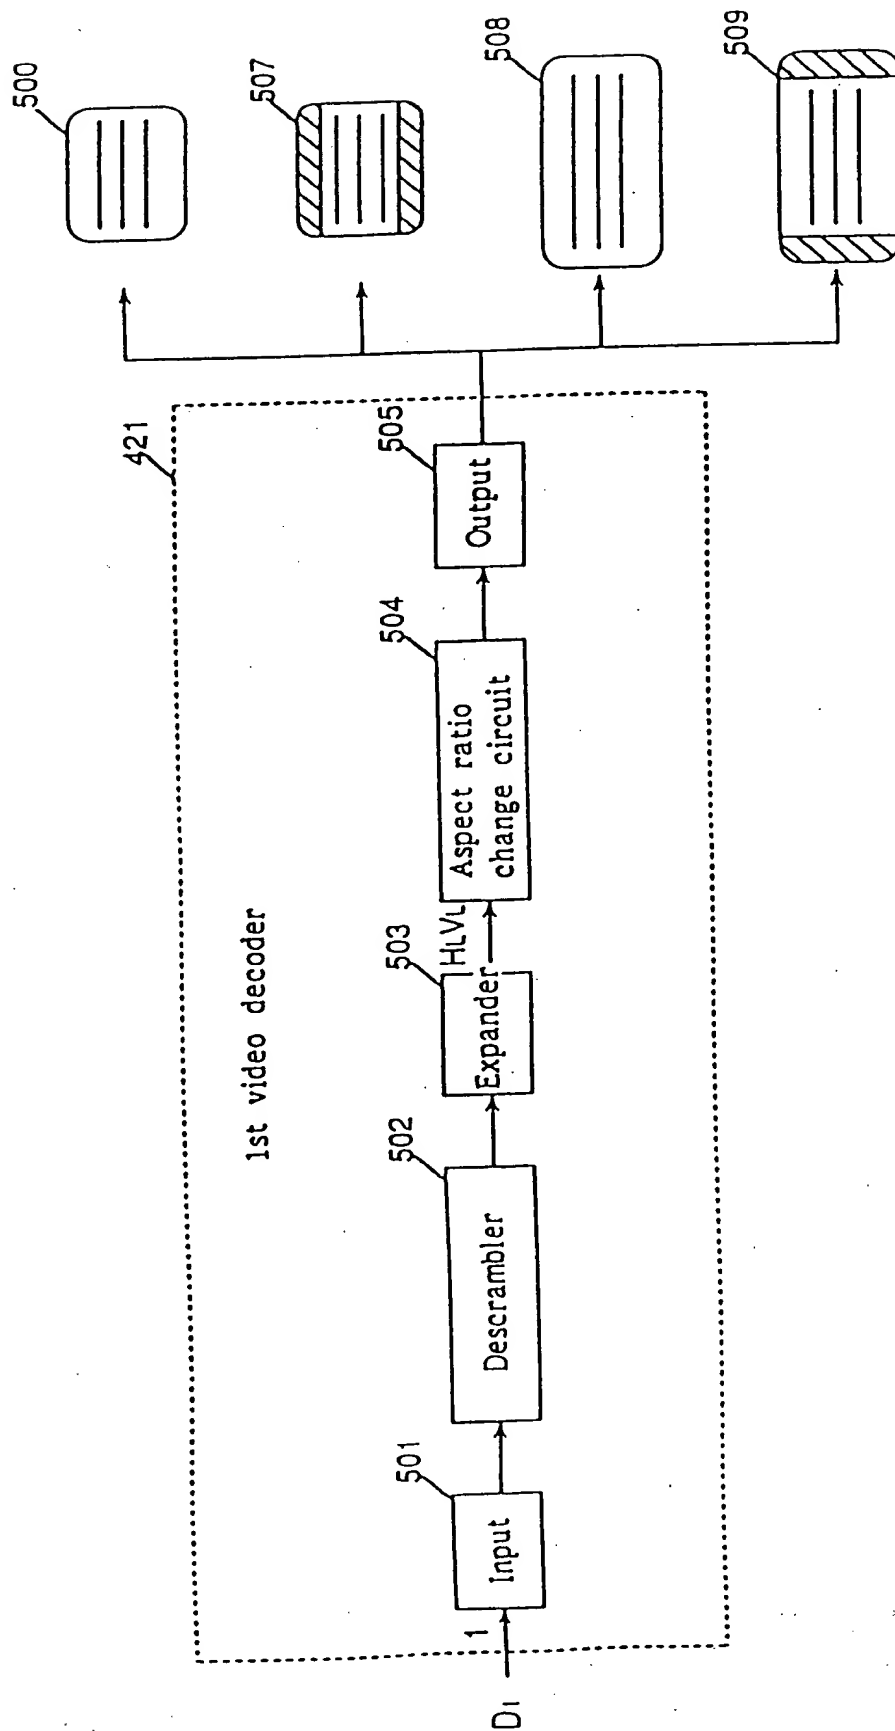 1st video decoder
421
D1
1
501
Input
502
Descrambler
503
Expander
HLVL
504
Aspect ratio
change circuit
505
Output
500
507
508
509